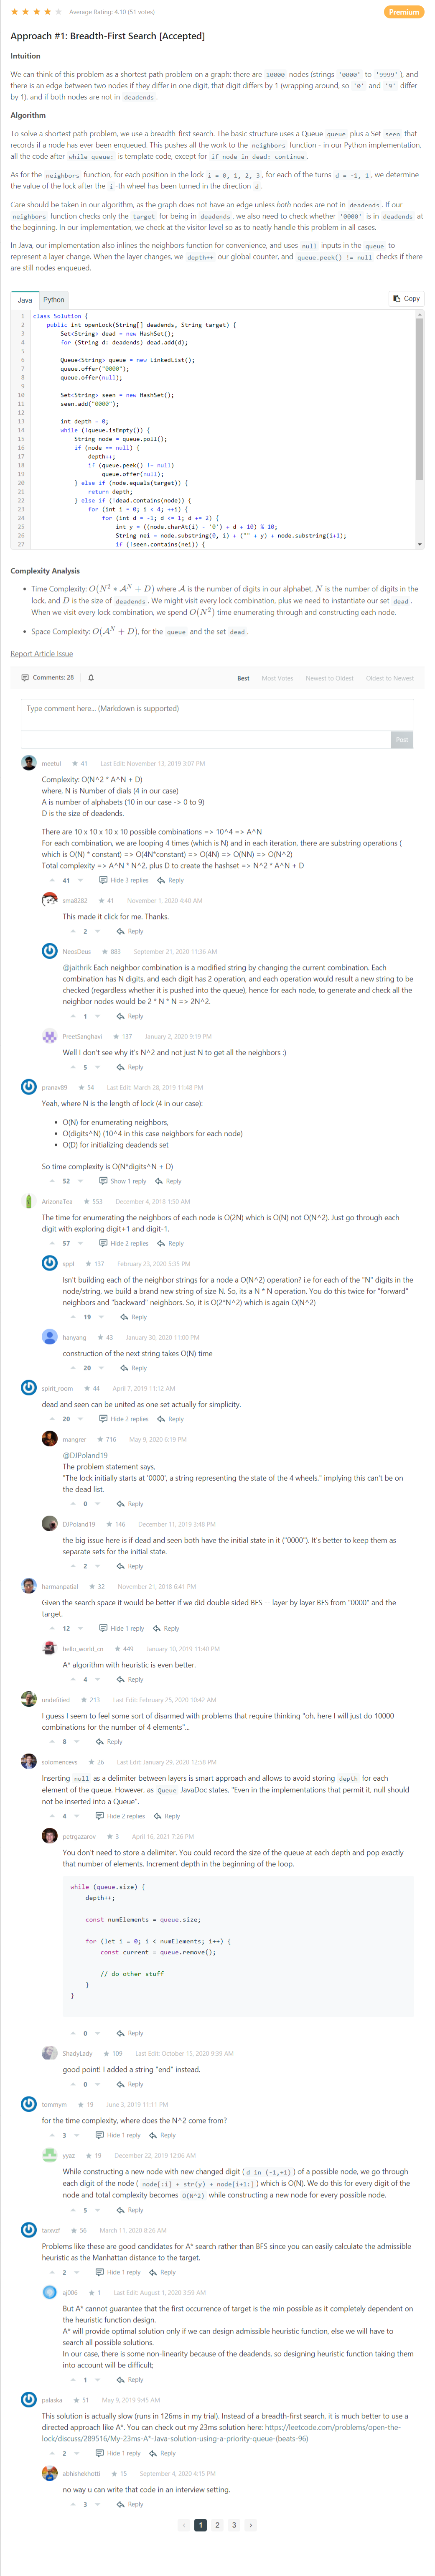 Average Rating: 4.10 (51 votes)
Premium
Approach #1: Breadth-First Search [Accepted]
Intuition
We can think of this problem as a shortest path problem on a graph: there are 10000 nodes (strings '0000' to '9999'), and
there is an edge between two nodes if they differ in one digit, that digit differs by 1 (wrapping around, so '0' and '9' differ
by 1), and if both nodes are not in deadends.
Algorithm
To solve a shortest path problem, we use a breadth-first search. The basic structure uses a Queue queue plus a Set seen that
records if a node has ever been enqueued. This pushes all the work to the neighbors function - in our Python implementation,
all the code after while queue: is template code, except for if node in dead: continue.
As for the neighbors function, for each position in the lock i = 0, 1, 2, 3, for each of the turns d = -1, 1, we determine
the value of the lock after the i-th wheel has been turned in the direction d.
Care should be taken in our algorithm, as the graph does not have an edge unless both nodes are not in deadends. If our
neighbors function checks only the target for being in deadends, we also need to check whether '0000' is in deadends at
the beginning. In our implementation, we check at the visitor level so as to neatly handle this problem in all cases.
In Java, our implementation also inlines the neighbors function for convenience, and uses null inputs in the queue to
represent a layer change. When the layer changes, we depth++ our global counter, and queue.peek() != null checks if there
are still nodes enqueued.
Java Python Copy
1 class Solution {
2 public int openLock(String[] deadends, String target) {
3 Set<String> dead = new HashSet();
4 for (String d: deadends) dead.add(d);
5
6 Queue<String> queue = new LinkedList();
7 queue.offer("0000");
8 queue.offer(null);
9
10 Set<String> seen = new HashSet();
11 seen.add("0000");
12
13 int depth = 0;
14 while (!queue.isEmpty()) {
15 String node = queue.poll();
16 if (node == null) {
17 depth++;
18 if (queue.peek() != null)
19 queue.offer(null);
20 } else if (node.equals(target)) {
21 return depth;
22 } else if (!dead.contains(node)) {
23 for (int i = 0; i < 4; ++i) {
24 for (int d = -1; d <= 1; d += 2) {
25 int y = ((node.charAt(i) - '0') + d + 10) % 10;
26 String nei = node.substring(0, i) + ("" + y) + node.substring(i+1);
27 if (!seen.contains(nei)) {
Complexity Analysis
• Time Complexity: O(N² * Aᴺ + D) where A is the number of digits in our alphabet, N is the number of digits in the
lock, and D is the size of deadends. We might visit every lock combination, plus we need to instantiate our set dead.
When we visit every lock combination, we spend O(N²) time enumerating through and constructing each node.
• Space Complexity: O(Aᴺ + D), for the queue and the set dead.
Report Article Issue
Comments: 28
Best Most Votes Newest to Oldest Oldest to Newest
Type comment here... (Markdown is supported)
Post
meetul ★ 41 Last Edit: November 13, 2019 3:07 PM
Complexity: O(N^2 * A^N + D)
where, N is Number of dials (4 in our case)
A is number of alphabets (10 in our case -> 0 to 9)
D is the size of deadends.
There are 10 x 10 x 10 x 10 possible combinations => 10^4 => A^N
For each combination, we are looping 4 times (which is N) and in each iteration, there are substring operations (
which is O(N) * constant) => O(4N*constant) => O(4N) => O(NN) => O(N^2)
Total complexity => A^N * N^2, plus D to create the hashset => N^2 * A^N + D
41 Hide 3 replies Reply
sma8282 ★ 41 November 1, 2020 4:40 AM
This made it click for me. Thanks.
2 Reply
NeosDeus ★ 883 September 21, 2020 11:36 AM
@jaithrik Each neighbor combination is a modified string by changing the current combination. Each
combination has N digits, and each digit has 2 operation, and each operation would result a new string to be
checked (regardless whether it is pushed into the queue), hence for each node, to generate and check all the
neighbor nodes would be 2 * N * N => 2N^2.
1 Reply
PreetSanghavi ★ 137 January 2, 2020 9:19 PM
Well I don't see why it's N^2 and not just N to get all the neighbors :)
5 Reply
pranav89 ★ 54 Last Edit: March 28, 2019 11:48 PM
Yeah, where N is the length of lock (4 in our case):
• O(N) for enumerating neighbors,
• O(digits^N) (10^4 in this case neighbors for each node)
• O(D) for initializing deadends set
So time complexity is O(N*digits^N + D)
52 Show 1 reply Reply
ArizonaTea ★ 553 December 4, 2018 1:50 AM
The time for enumerating the neighbors of each node is O(2N) which is O(N) not O(N^2). Just go through each
digit with exploring digit+1 and digit-1.
57 Hide 2 replies Reply
sppl ★ 137 February 23, 2020 5:35 PM
Isn't building each of the neighbor strings for a node a O(N^2) operation? i.e for each of the "N" digits in the
node/string, we build a brand new string of size N. So, its a N * N operation. You do this twice for "foward"
neighbors and "backward" neighbors. So, it is O(2*N^2) which is again O(N^2)
19 Reply
hanyang ★ 43 January 30, 2020 11:00 PM
construction of the next string takes O(N) time
20 Reply
spirit_room ★ 44 April 7, 2019 11:12 AM
dead and seen can be united as one set actually for simplicity.
20 Hide 2 replies Reply
mangrer ★ 716 May 9, 2020 6:19 PM
@DJPoland19
The problem statement says,
"The lock initially starts at '0000', a string representing the state of the 4 wheels." implying this can't be on
the dead list.
0 Reply
DJPoland19 ★ 146 December 11, 2019 3:48 PM
the big issue here is if dead and seen both have the initial state in it ("0000"). It's better to keep them as
separate sets for the initial state.
2 Reply
harmanpatial ★ 32 November 21, 2018 6:41 PM
Given the search space it would be better if we did double sided BFS -- layer by layer BFS from "0000" and the
target.
12 Hide 1 reply Reply
hello_world_cn ★ 449 January 10, 2019 11:40 PM
A* algorithm with heuristic is even better.
4 Reply
undefitied ★ 213 Last Edit: February 25, 2020 10:42 AM
I guess I seem to feel some sort of disarmed with problems that require thinking "oh, here I will just do 10000
combinations for the number of 4 elements"...
8 Reply
solomencevs ★ 26 Last Edit: January 29, 2020 12:56 PM
Inserting null as a delimiter between layers is smart approach and allows to avoid storing depth for each
element of the queue. However, as Queue JavaDoc states, "Even in the implementations that permit it, null should
not be inserted into a Queue".
4 Hide 2 replies Reply
petrgazarov ★ 3 April 16, 2021 7:26 PM
You don't need to store a delimiter. You could record the size of the queue at each depth and pop exactly
that number of elements. Increment depth in the beginning of the loop.
while (queue.size) {
depth++;
const numElements = queue.size;
for (let i = 0; i < numElements; i++) {
const current = queue.remove();
// do other stuff
}
}
0 Reply
ShadyLady ★ 109 Last Edit: October 15, 2020 9:39 AM
good point! I added a string "end" instead.
0 Reply
tommym ★ 19 June 3, 2019 11:11 PM
for the time complexity, where does the N^2 come from?
3 Hide 1 reply Reply
yyaz ★ 19 December 22, 2019 12:06 AM
While constructing a new node with new changed digit (d in (-1,+1)) of a possible node, we go through
each digit of the node ( node[:i] + str(y) + node[i+1:]) which is O(N). We do this for every digit of the
node and total complexity becomes O(N^2) while constructing a new node for every possible node.
5 Reply
tarxvzf ★ 56 March 11, 2020 8:26 AM
Problems like these are good candidates for A* search rather than BFS since you can easily calculate the admissible
heuristic as the Manhattan distance to the target.
2 Hide 1 reply Reply
aj006 ★ 1 Last Edit: August 1, 2020 3:59 AM
But A* cannot guarantee that the first occurrence of target is the min possible as it completely dependent on
the heuristic function design.
A* will provide optimal solution only if we can design admissible heuristic function, else we will have to
search all possible solutions.
In our case, there is some non-linearity because of the deadends, so designing heuristic function taking them
into account will be difficult;
1 Reply
palaska ★ 51 May 9, 2019 9:45 AM
This solution is actually slow (runs in 126ms in my trial). Instead of a breadth-first search, it is much better to use a
directed approach like A*. You can check out my 23ms solution here: https://leetcode.com/problems/open-the-
lock/discuss/289516/My-23ms-A*-Java-solution-using-a-priority-queue-(beats-96)
2 Hide 1 reply Reply
abhishekhotti ★ 15 September 4, 2020 4:15 PM
no way u can write that code in an interview setting.
3 Reply
‹ 1 2 3 ›